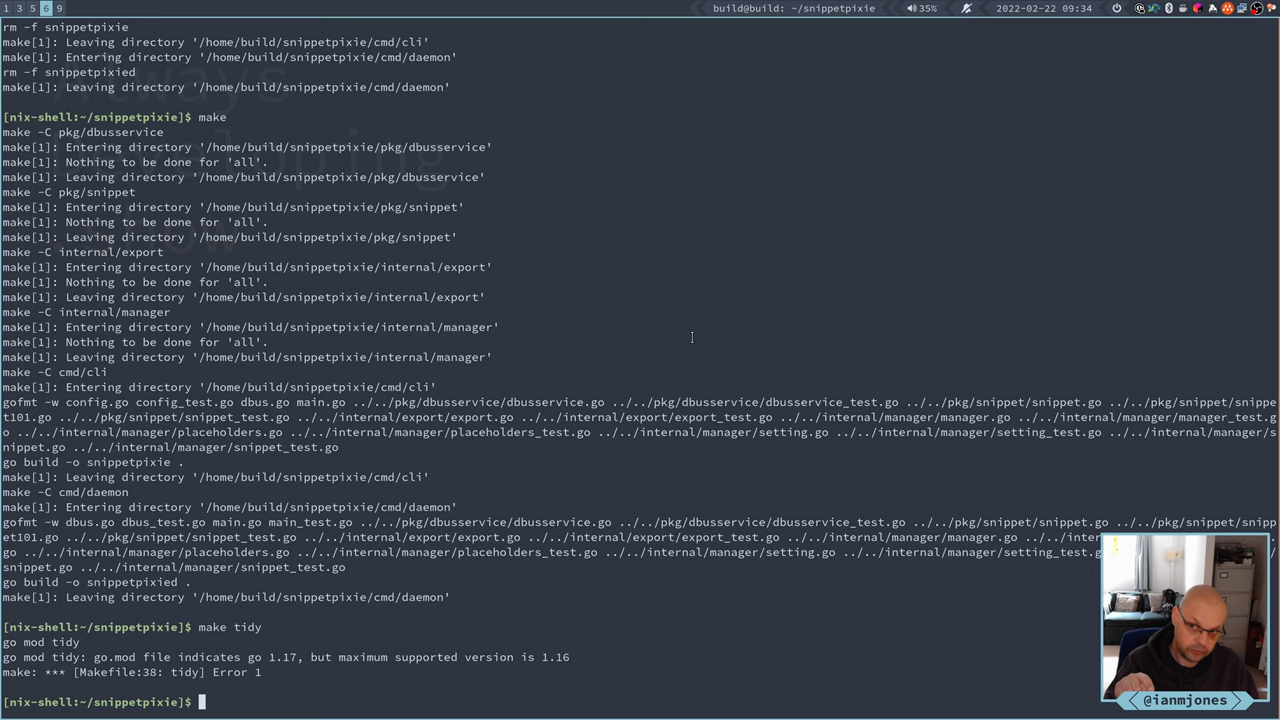 1 3 5 6 9 build@build: ~/snippetpixie 35% 2022-02-22 09:34
rm -f snippetpixie
make[1]: Leaving directory '/home/build/snippetpixie/cmd/cli'
make[1]: Entering directory '/home/build/snippetpixie/cmd/daemon'
rm -f snippetpixied
make[1]: Leaving directory '/home/build/snippetpixie/cmd/daemon'
Always
[nix-shell:~/snippetpixie]$ make
make -C pkg/dbusservice
make[1]: Entering directory '/home/build/snippetpixie/pkg/dbusservice'
make[1]: Nothing to be done for 'all'.
Developing
make[1]: Leaving directory '/home/build/snippetpixie/pkg/dbusservice'
make -C pkg/snippet
make[1]: Entering directory '/home/build/snippetpixie/pkg/snippet'
make[1]: Nothing to be done for 'all'.
make[1]: Leaving directory '/home/build/snippetpixie/pkg/snippet'
make -C internal/export
make[1]: Entering directory '/home/build/snippetpixie/internal/export'
make[1]: Nothing to be done for 'all'.
make[1]: Leaving directory '/home/build/snippetpixie/internal/export'
make -C internal/manager
make[1]: Entering directory '/home/build/snippetpixie/internal/manager'
make[1]: Nothing to be done for 'all'.
make[1]: Leaving directory '/home/build/snippetpixie/internal/manager'
make -C cmd/cli
make[1]: Entering directory '/home/build/snippetpixie/cmd/cli'
gofmt -w config.go config_test.go dbus.go main.go ../../pkg/dbusservice/dbusservice.go ../../pkg/dbusservice/dbusservice_test.go ../../pkg/snippet/snippet.go ../../pkg/snippet/snippe
t101.go ../../pkg/snippet/snippet_test.go ../../internal/export/export.go ../../internal/export/export_test.go ../../internal/manager/manager.go ../../internal/manager/manager_test.g
o ../../internal/manager/placeholders.go ../../internal/manager/placeholders_test.go ../../internal/manager/setting.go ../../internal/manager/setting_test.go ../../internal/manager/s
nippet.go ../../internal/manager/snippet_test.go
go build -o snippetpixie .
make[1]: Leaving directory '/home/build/snippetpixie/cmd/cli'
make -C cmd/daemon
make[1]: Entering directory '/home/build/snippetpixie/cmd/daemon'
gofmt -w dbus.go dbus_test.go main.go main_test.go ../../pkg/dbusservice/dbusservice.go ../../pkg/dbusservice/dbusservice_test.go ../../pkg/snippet/snippet.go ../../pkg/snippet/snipp
et101.go ../../pkg/snippet/snippet_test.go ../../internal/export/export.go ../../internal/export/export_test.go ../../internal/manager/manager.go
go ../../internal/manager/placeholders.go ../../internal/manager/placeholders_test.go ../../internal/manager/setting.go ../../internal/manager/setting_test.g
snippet.go ../../internal/manager/snippet_test.go
go build -o snippetpixied .
make[1]: Leaving directory '/home/build/snippetpixie/cmd/daemon'
[nix-shell:~/snippetpixie]$ make tidy
go mod tidy
go mod tidy: go.mod file indicates go 1.17, but maximum supported version is 1.16
make: *** [Makefile:38: tidy] Error 1
[nix-shell:~/snippetpixie]$
@ianmjones